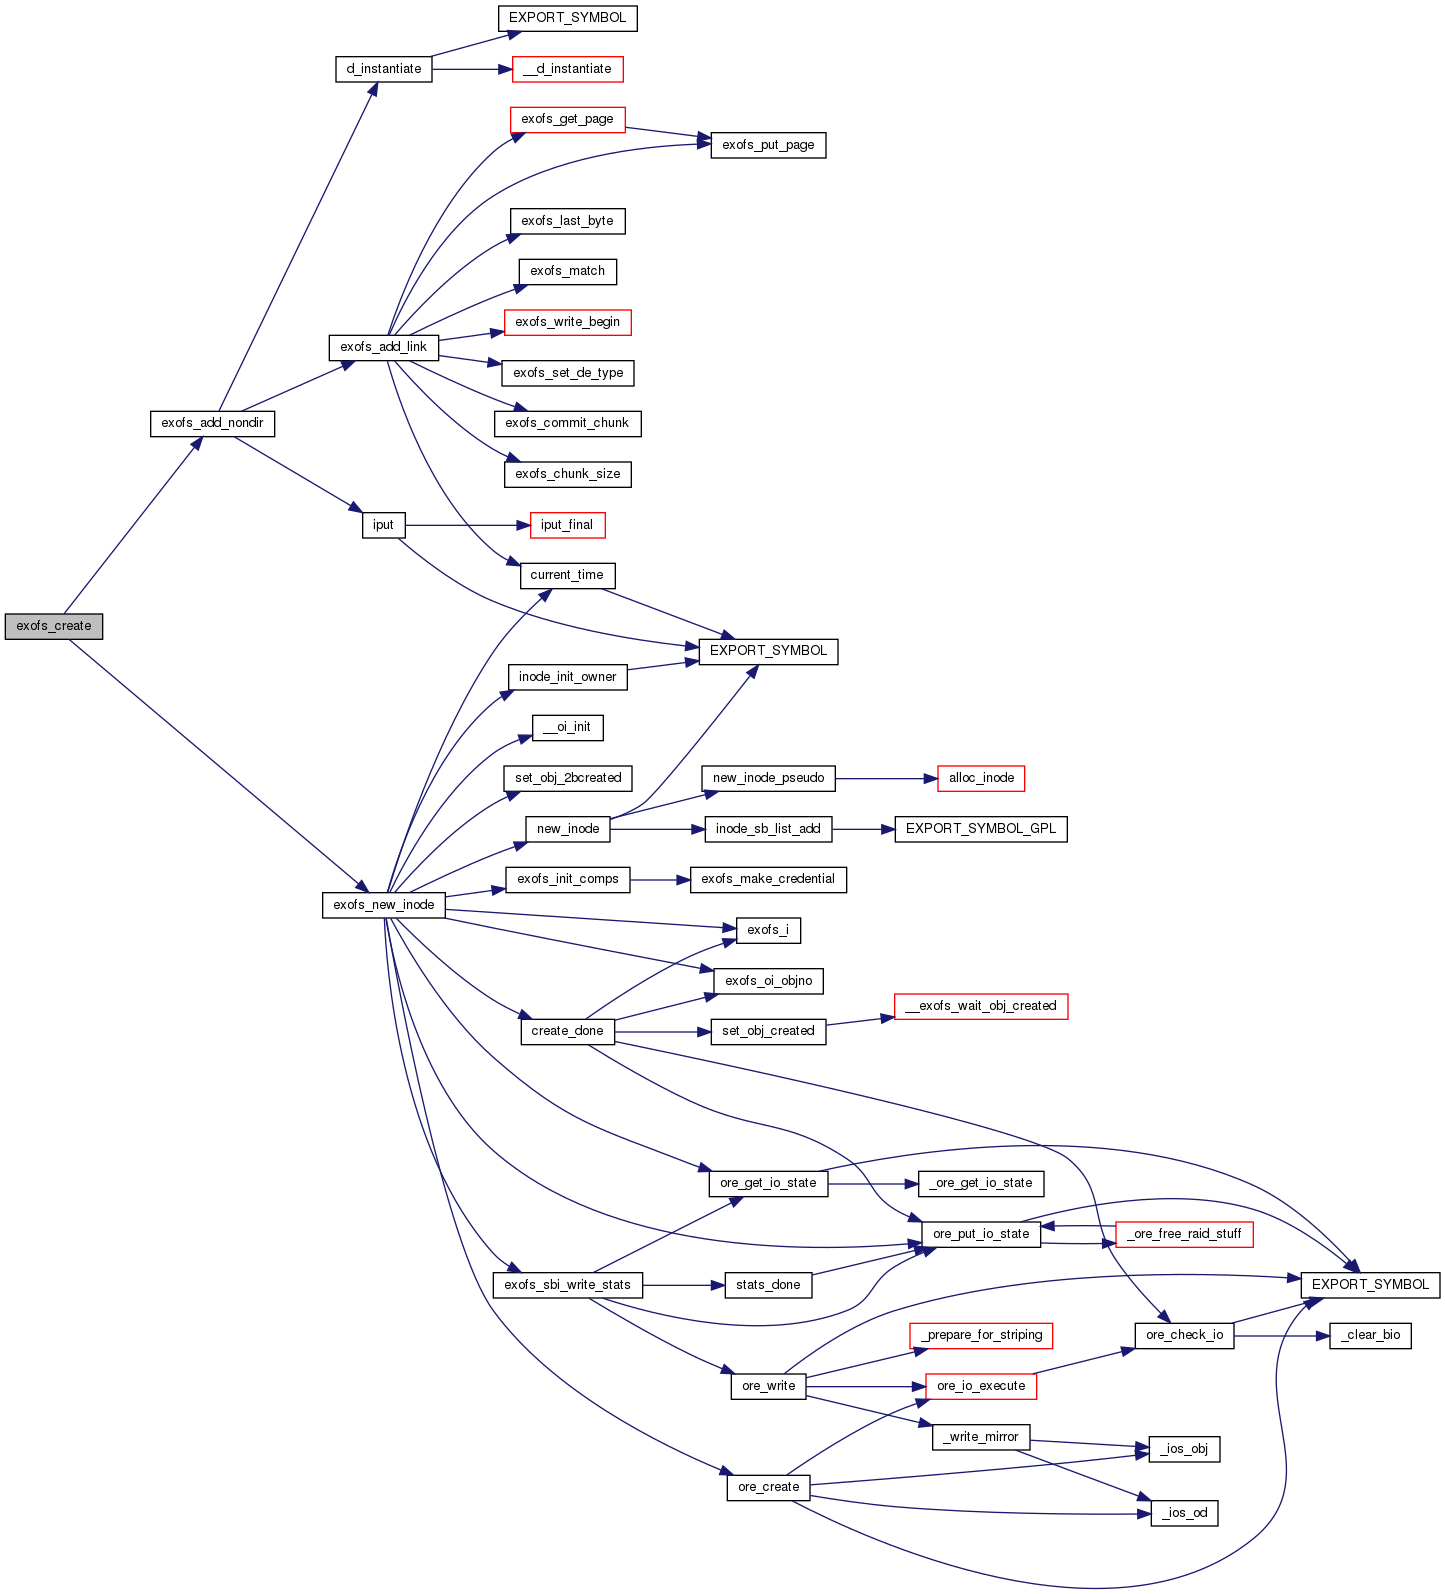 EXPORT_SYMBOL
d_instantiate
__d_instantiate
exofs_get_page
exofs_put_page
exofs_last_byte
exofs_match
exofs_write_begin
exofs_add_link
exofs_set_de_type
exofs_add_nondir
exofs_commit_chunk
exofs_chunk_size
iput
iput_final
current_time
exofs_create
EXPORT_SYMBOL
inode_init_owner
__oi_init
set_obj_2bcreated
new_inode_pseudo
alloc_inode
new_inode
inode_sb_list_add
EXPORT_SYMBOL_GPL
exofs_init_comps
exofs_make_credential
exofs_new_inode
exofs_i
exofs_oi_objno
__exofs_wait_obj_created
create_done
set_obj_created
ore_get_io_state
_ore_get_io_state
ore_put_io_state
_ore_free_raid_stuff
exofs_sbi_write_stats
stats_done
EXPORT_SYMBOL
_prepare_for_striping
ore_check_io
_clear_bio
ore_write
ore_io_execute
_write_mirror
_ios_obj
ore_create
_ios_od